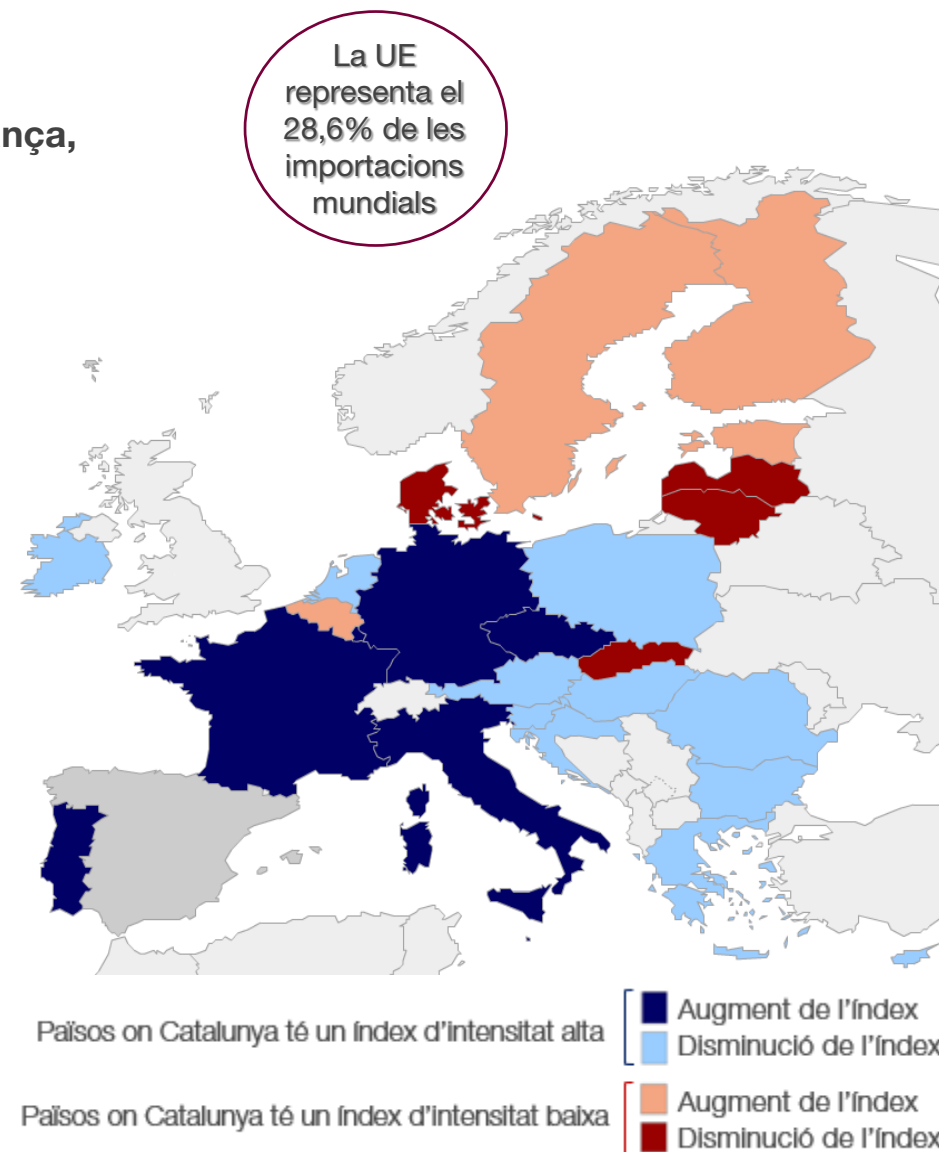 La UE
representa el
28,6% de les
importacions
mundials
nça,
Països on Catalunya té un índex d'intensitat alta
Augment de l'índex
Disminució de l'índex
Països on Catalunya té un índex d'intensitat baixa
Augment de l'índex
Disminució de l'índex